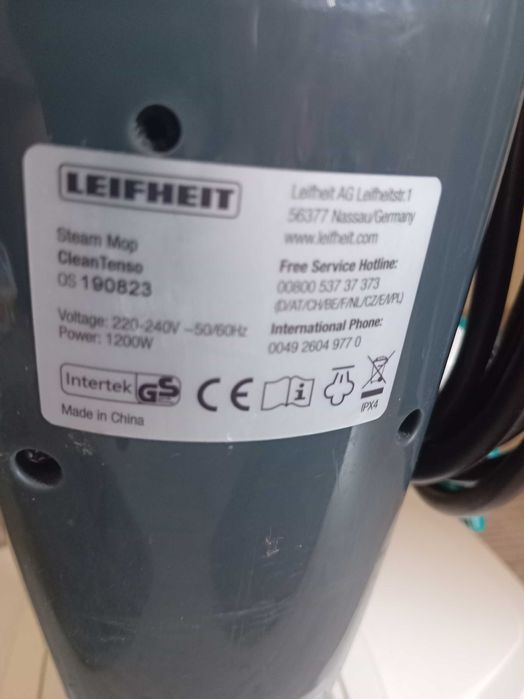 LEIFHEIT
Steam Mop
CleanTenso
OS 190823
Voltage: 220-240V ~50/60Hz
Power: 1200W
Intertek GS
Made in China
Leifheit AG Leifheitstr.1
56377 Nassau/Germany
www.leifheit.com
Free Service Hotline:
00800 537 37 373
(D/AT/CH/BE/F/NL/CZ/E/I/PL)
International Phone:
0049 2604 977 0
CE
IPX4